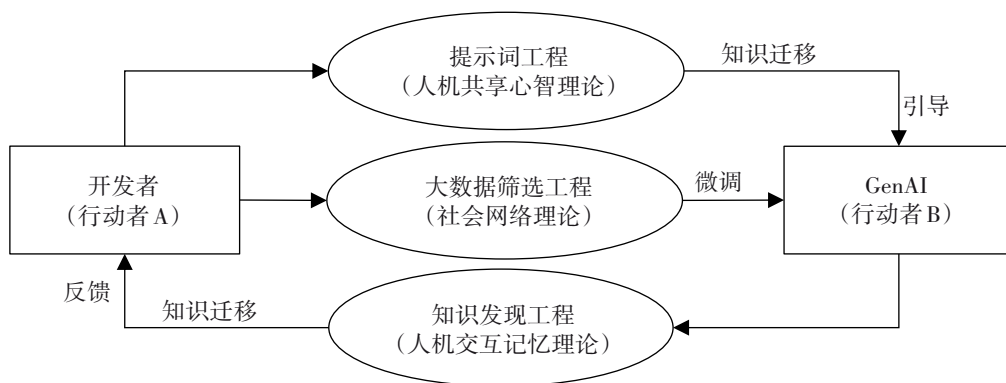 提示词工程
（人机共享心智理论）
知识迁移
引导
开发者
（行动者A）
大数据筛选工程
（社会网络理论）
微调
GenAI
（行动者B）
反馈
知识迁移
知识发现工程
（人机交互记忆理论）